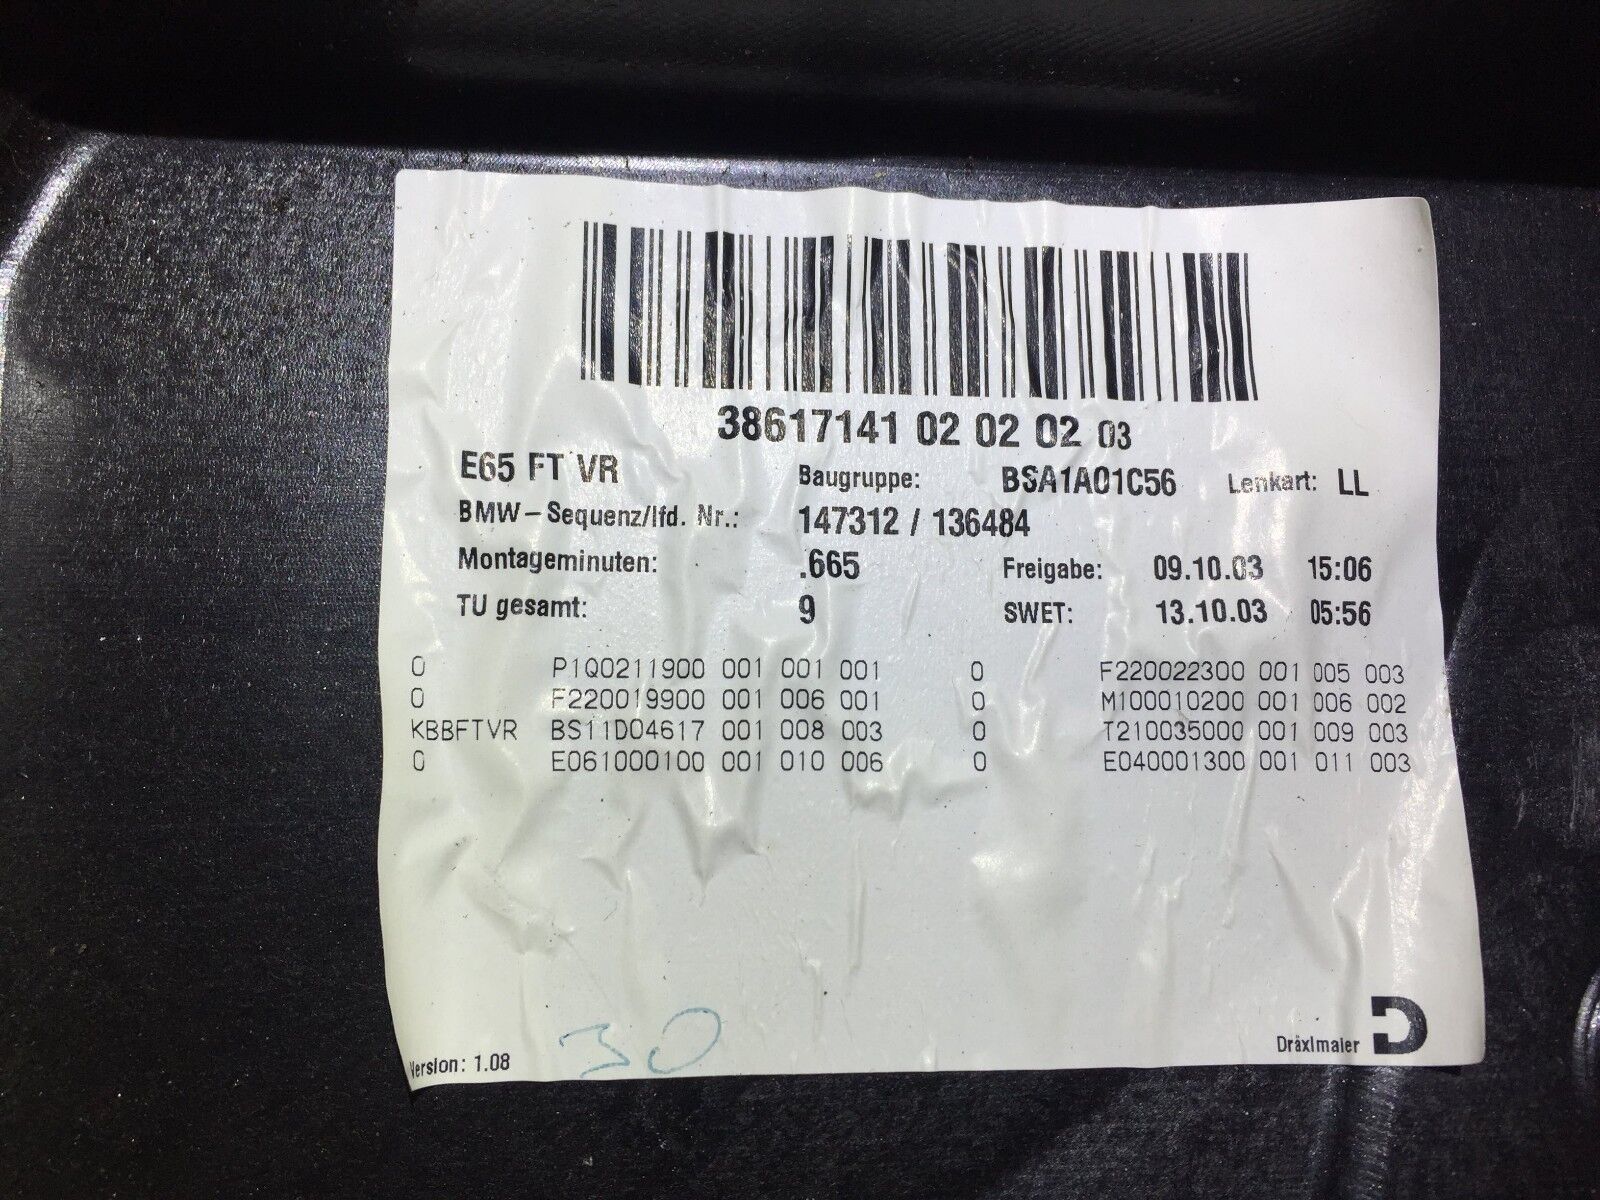 38617141 02 02 02 03
E65 FT VR Baugruppe: BSA1A01C56 Lenkart: LL
BMW-Sequenz/lfd. Nr.: 147312 / 136484
Montageminuten: .665 Freigabe: 09.10.03 15:06
TU gesamt: 9 SWET: 13.10.03 05:56
0 P1Q0211900 001 001 001 0 F220022300 001 005 003
0 F220019900 001 006 001 0 M100010200 001 006 002
KBBFTVR BS11D04617 001 008 003 0 T210035000 001 009 003
0 E061000100 001 010 006 0 E040001300 001 011 003
30
Version: 1.08
Dräxlmaier D